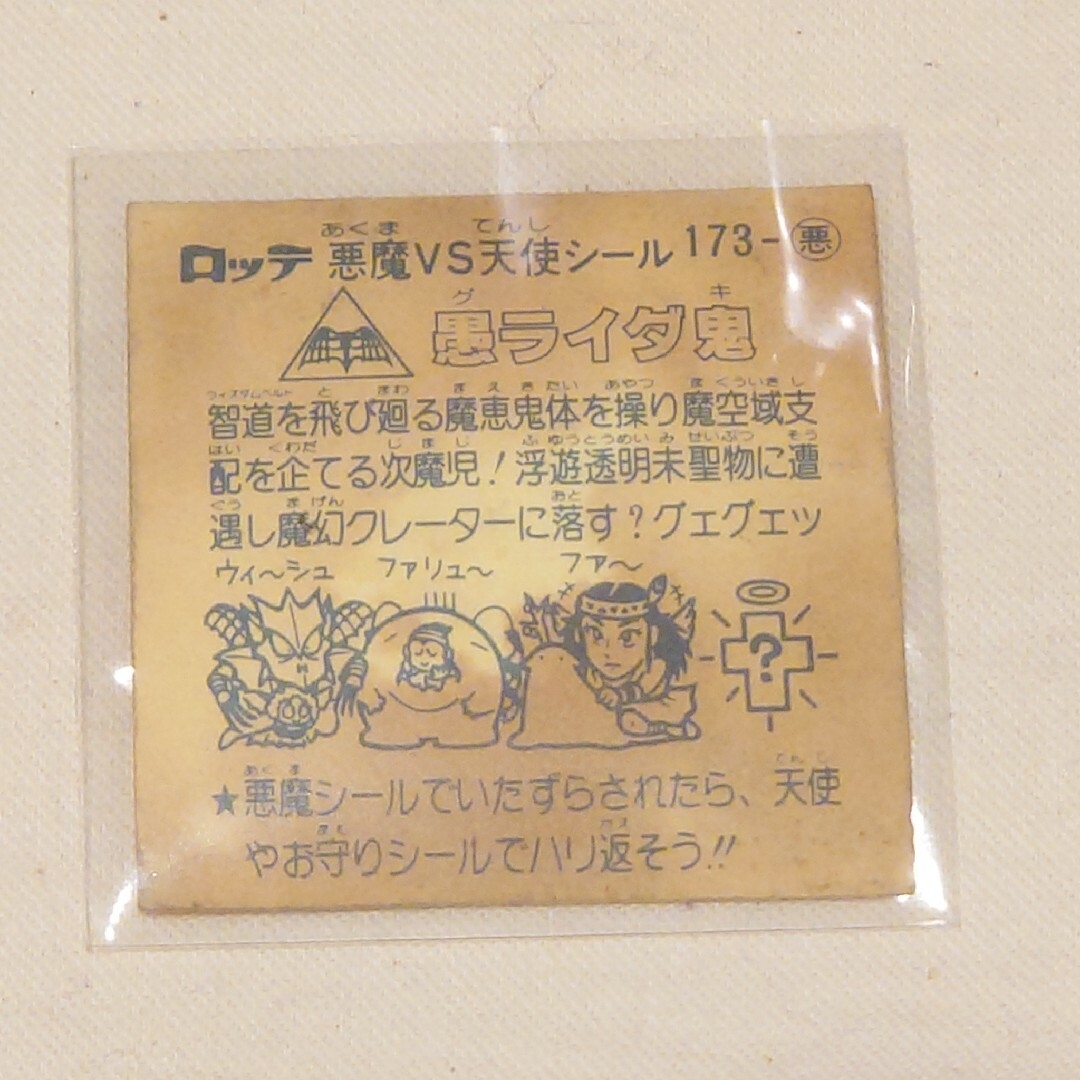 あくま てんし
ロッテ 悪魔VS天使シール 173-悪
グ キ
愚ライダ鬼
ウィズダムベルト と まわ ま え き たい あやつ ま くういき し
智道を飛び廻る魔恵鬼体を操り魔空域支
はい くわだ じ ま じ ふ ゆうとうめい み せいぶつ そう
配を企てる次魔児!浮遊透明未聖物に遭
ぐう ま げん おと
遇し魔幻クレーターに落す?グェグエッ
ウィ〜シュ ファリュ〜 ファ〜
?
あく ま てん し
★悪魔シールでいたずらされたら、天使
まも かえ
やお守りシールでハリ返そう!!